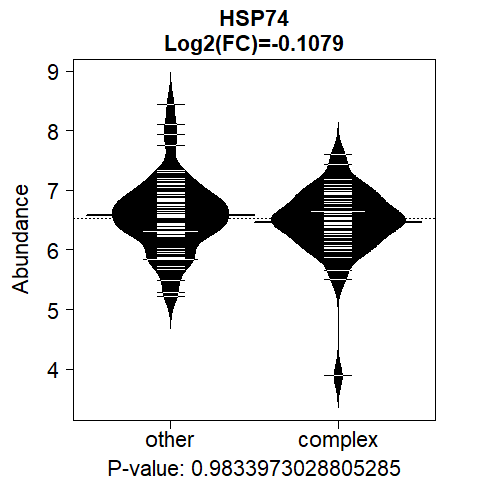 HSP74
Log2(FC)=-0.1079
Abundance
9
8
7
6
5
4
other complex
P-value: 0.9833973028805285